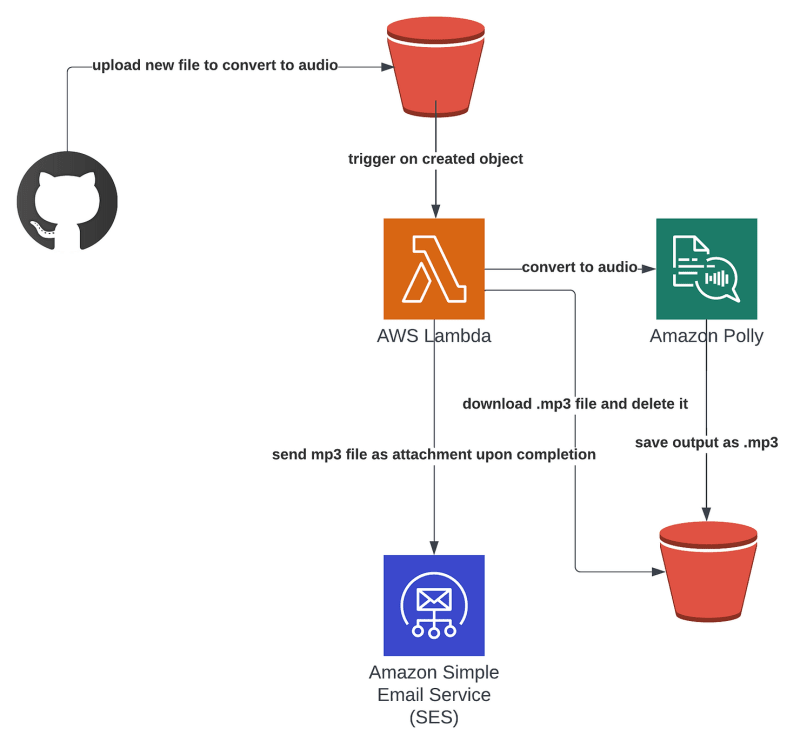 upload new file to convert to audio
trigger on created object
convert to audio
AWS Lambda
Amazon Polly
download .mp3 file and delete it
save output as .mp3
send mp3 file as attachment upon completion
Amazon Simple
Email Service
(SES)